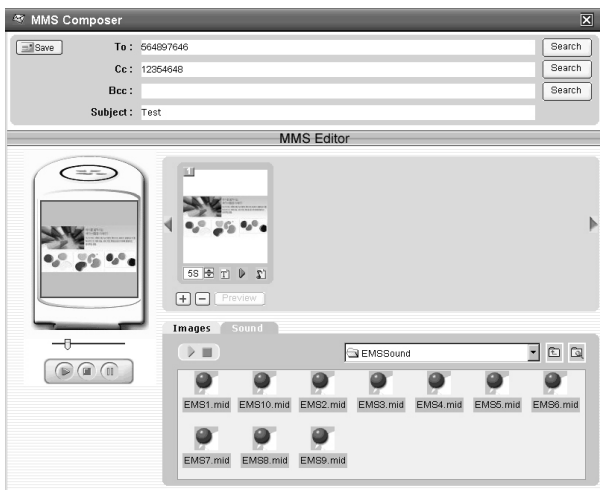 MMS Composer
Save To : 564897646 Search
Cc : 12354648 Search
Bcc : Search
Subject : Test
MMS Editor
1
5S
Preview
Images Sound
EMSSound
EMS1.mid EMS10.mid EMS2.mid EMS3.mid EMS4.mid EMS5.mid EMS6.mid
EMS7.mid EMS8.mid EMS9.mid